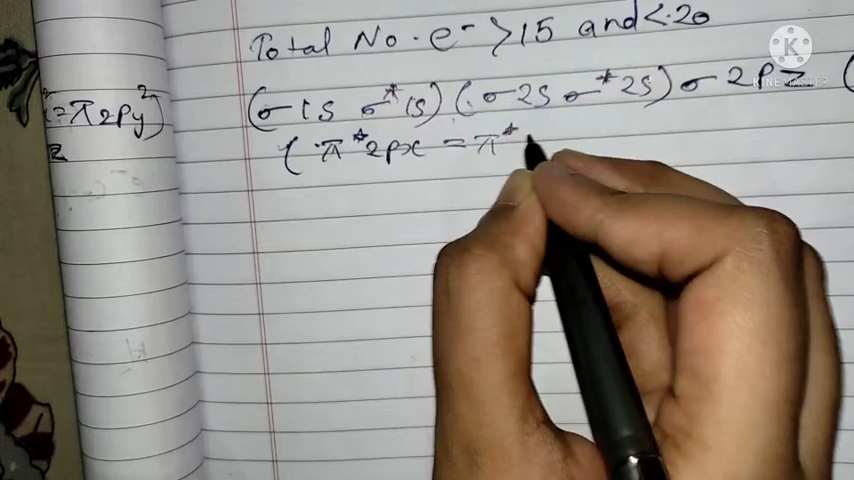 Total No. e⁻ >15 and <.20
(σ1s σ*1s) (σ2s σ*2s) σ2pz (
(π*2px = π*
=π2py²)
K